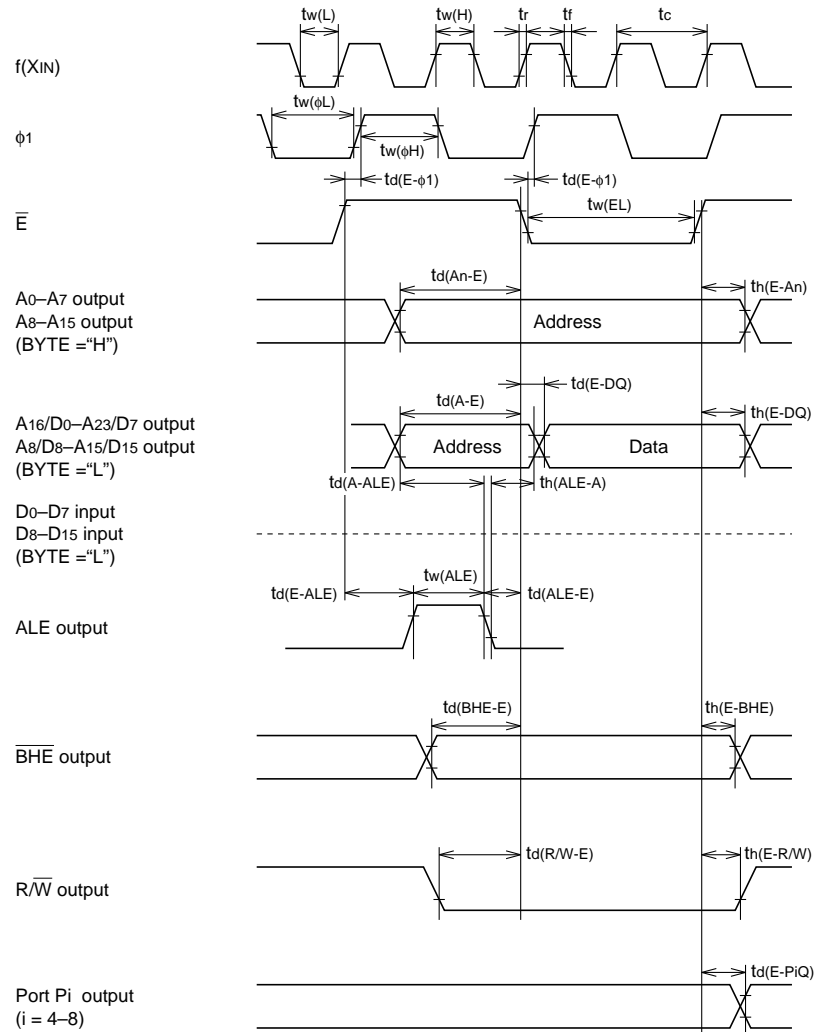 tw(L) tw(H) tr tf tc
f(XIN)
tw(ϕL)
ϕ1
tw(ϕH)
td(E-ϕ1) td(E-ϕ1)
tw(EL)
E̅
td(An-E) th(E-An)
A0–A7 output
A8–A15 output
(BYTE ="H")
Address
td(E-DQ)
td(A-E) th(E-DQ)
A16/D0–A23/D7 output
A8/D8–A15/D15 output
(BYTE ="L")
Address Data
td(A-ALE) th(ALE-A)
D0–D7 input
D8–D15 input
(BYTE ="L")
tw(ALE)
td(E-ALE) td(ALE-E)
ALE output
td(BHE-E) th(E-BHE)
B̅H̅E̅ output
td(R/W-E) th(E-R/W)
R/W̅ output
td(E-PiQ)
Port Pi output
(i = 4–8)